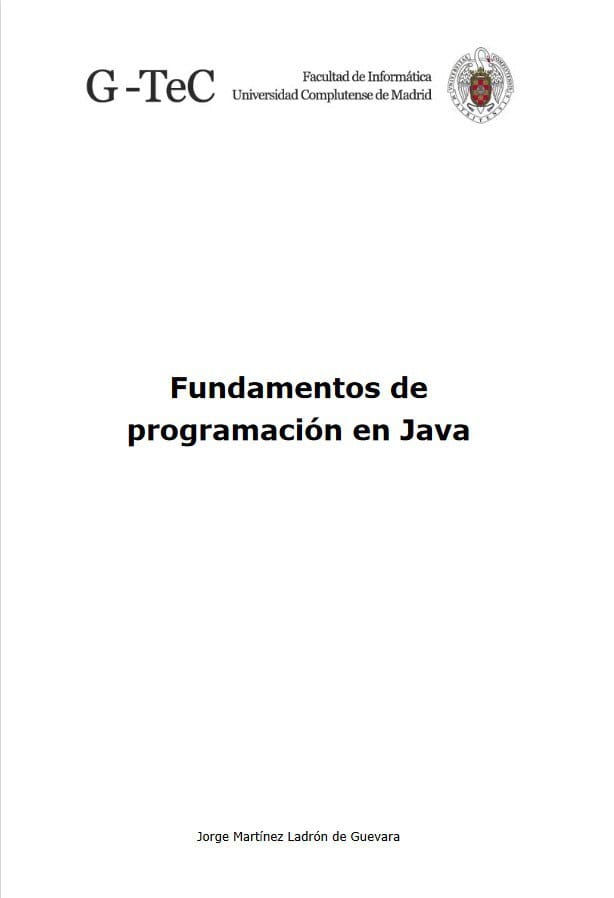 G-TeC
Facultad de Informática
Universidad Complutense de Madrid
Fundamentos de
programación en Java
Jorge Martínez Ladrón de Guevara